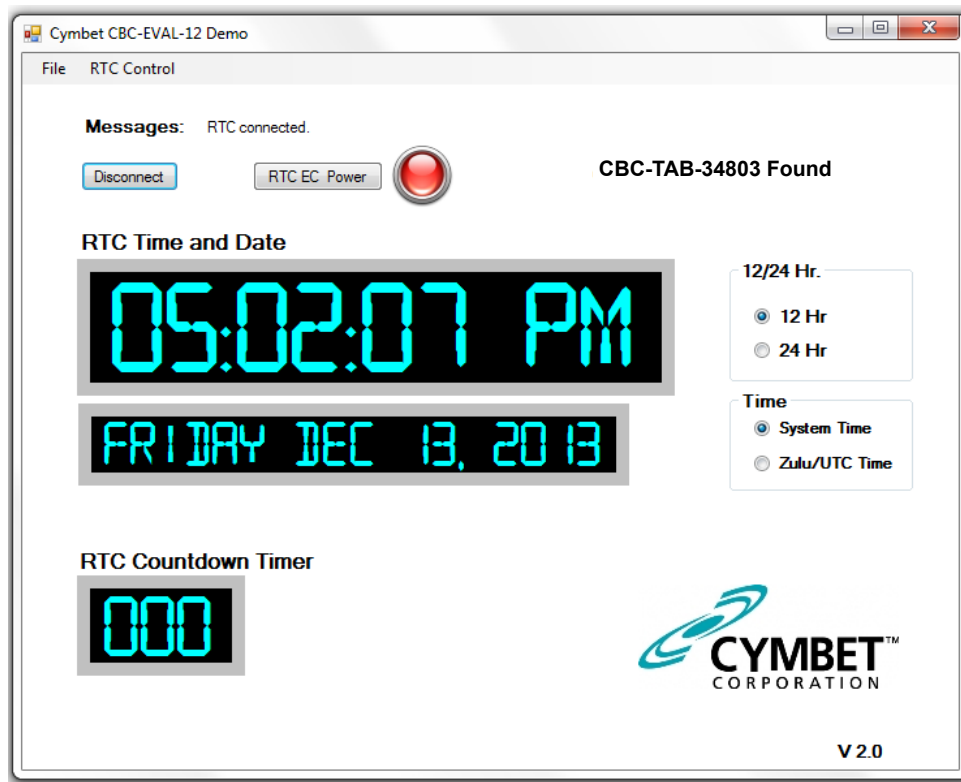 Cymbet CBC-EVAL-12 Demo
File RTC Control
Messages: RTC connected.
Disconnect RTC EC Power CBC-TAB-34803 Found
RTC Time and Date
05:02:07 PM
FRIDAY DEC 13, 2013
12/24 Hr.
12 Hr
24 Hr
Time
System Time
Zulu/UTC Time
RTC Countdown Timer
000
CYMBET™
CORPORATION
V 2.0